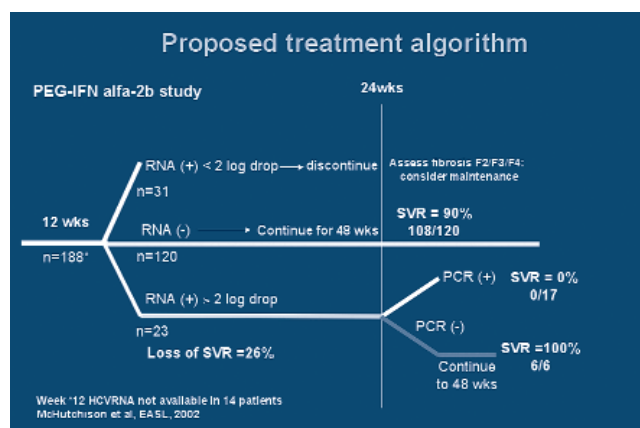 Proposed treatment algorithm
PEG-IFN alfa-2b study
24wks
RNA (+) < 2 log drop → discontinue
Assess fibrosis F2/F3/F4:
consider maintenance
n=31
12 wks
RNA (-) → Continue for 48 wks
SVR = 90%
108/120
n=188*
n=120
RNA (+) > 2 log drop
PCR (+) SVR = 0%
0/17
n=23
Loss of SVR =26%
PCR (-)
SVR =100%
6/6
Continue
to 48 wks
Week *12 HCVRNA not available in 14 patients
McHutchison et al, EASL, 2002